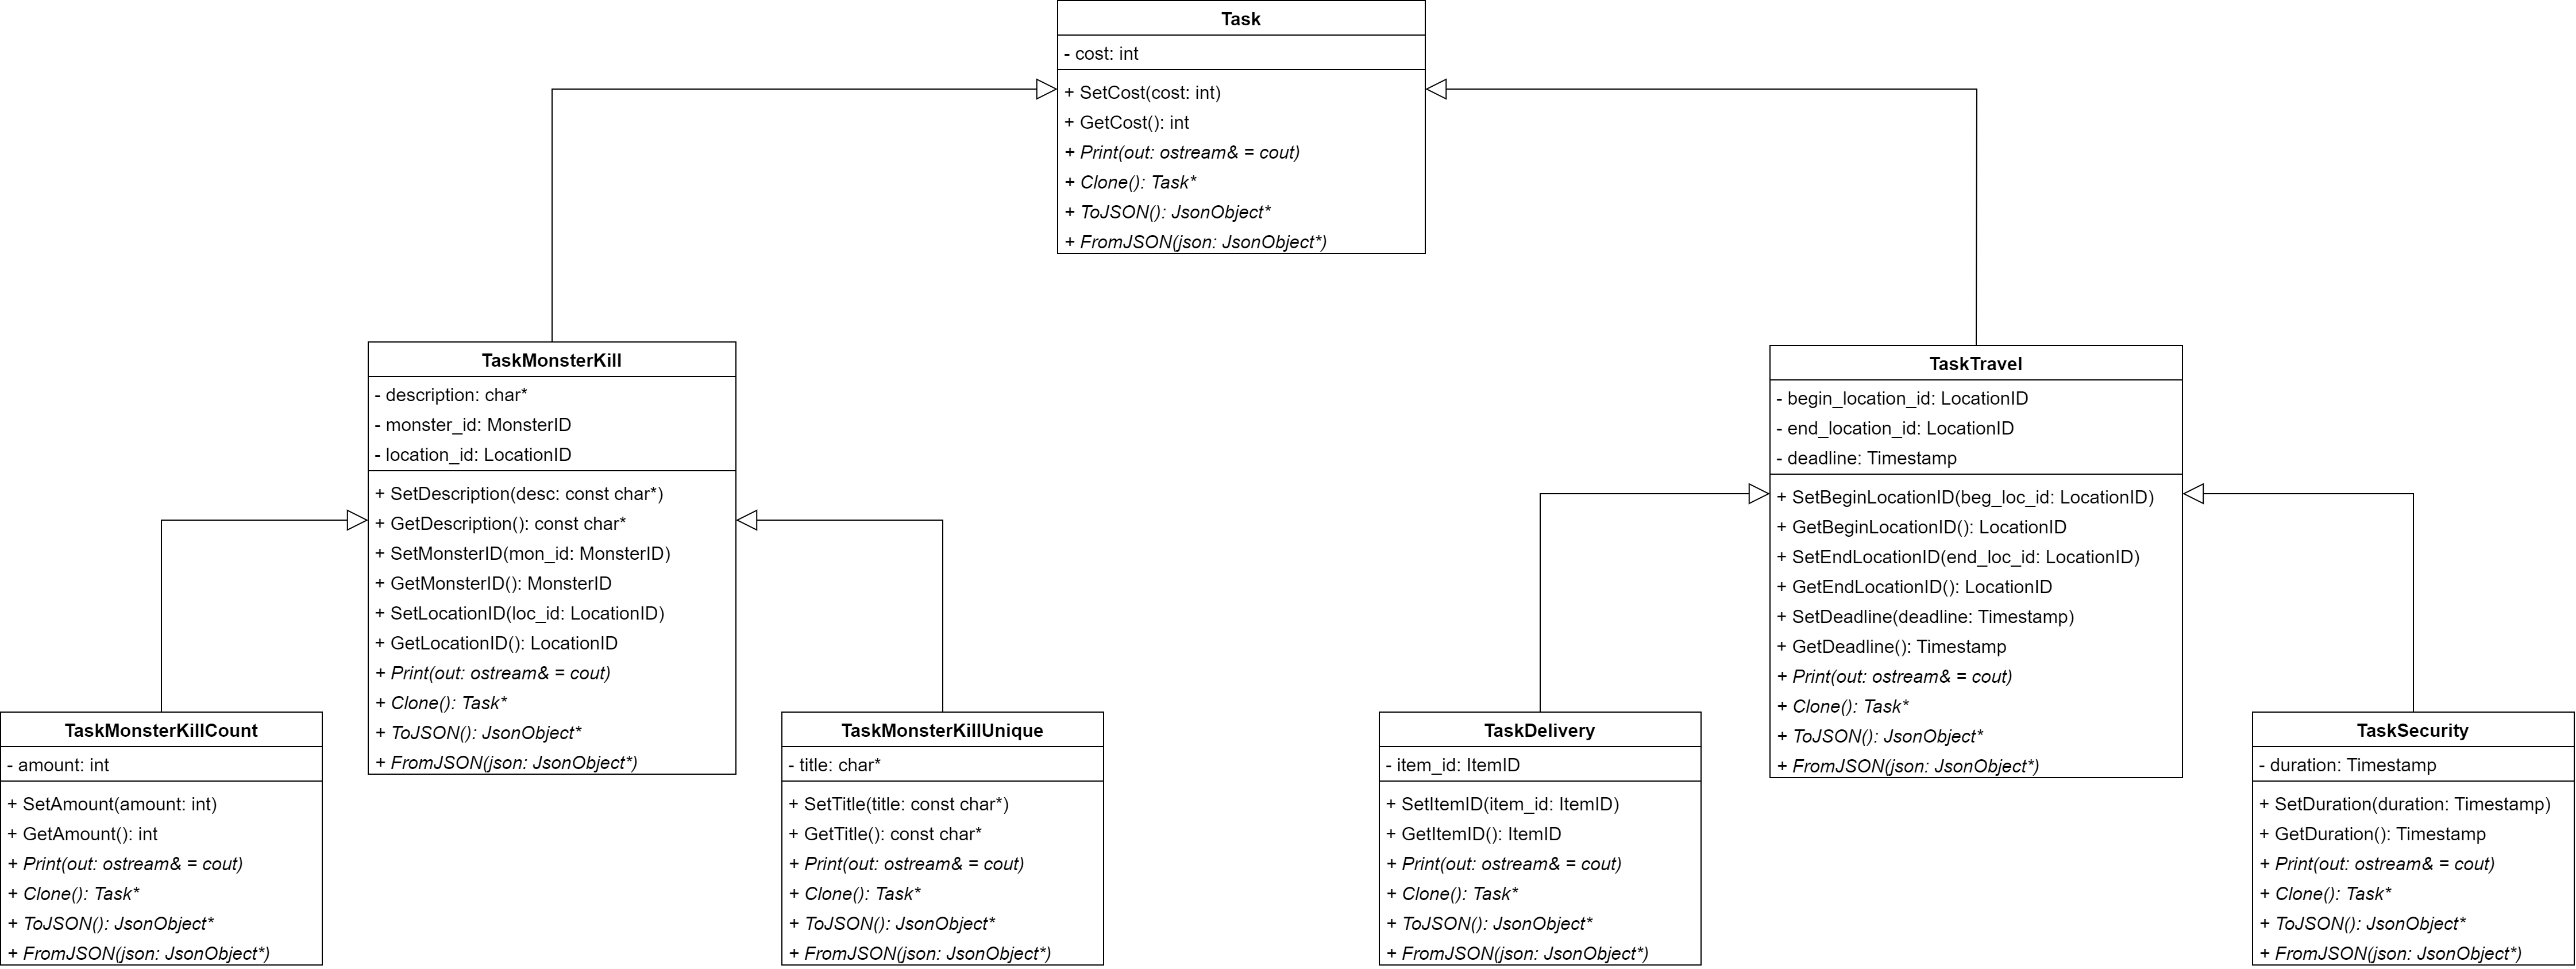 Task
- cost: int
+ SetCost(cost: int)
+ GetCost(): int
+ Print(out: ostream& = cout)
+ Clone(): Task*
+ ToJSON(): JsonObject*
+ FromJSON(json: JsonObject*)
TaskMonsterKill
- description: char*
- monster_id: MonsterID
- location_id: LocationID
+ SetDescription(desc: const char*)
+ GetDescription(): const char*
+ SetMonsterID(mon_id: MonsterID)
+ GetMonsterID(): MonsterID
+ SetLocationID(loc_id: LocationID)
+ GetLocationID(): LocationID
+ Print(out: ostream& = cout)
+ Clone(): Task*
+ ToJSON(): JsonObject*
+ FromJSON(json: JsonObject*)
TaskTravel
- begin_location_id: LocationID
- end_location_id: LocationID
- deadline: Timestamp
+ SetBeginLocationID(beg_loc_id: LocationID)
+ GetBeginLocationID(): LocationID
+ SetEndLocationID(end_loc_id: LocationID)
+ GetEndLocationID(): LocationID
+ SetDeadline(deadline: Timestamp)
+ GetDeadline(): Timestamp
+ Print(out: ostream& = cout)
+ Clone(): Task*
+ ToJSON(): JsonObject*
+ FromJSON(json: JsonObject*)
TaskMonsterKillCount
- amount: int
+ SetAmount(amount: int)
+ GetAmount(): int
+ Print(out: ostream& = cout)
+ Clone(): Task*
+ ToJSON(): JsonObject*
+ FromJSON(json: JsonObject*)
TaskMonsterKillUnique
- title: char*
+ SetTitle(title: const char*)
+ GetTitle(): const char*
+ Print(out: ostream& = cout)
+ Clone(): Task*
+ ToJSON(): JsonObject*
+ FromJSON(json: JsonObject*)
TaskDelivery
- item_id: ItemID
+ SetItemID(item_id: ItemID)
+ GetItemID(): ItemID
+ Print(out: ostream& = cout)
+ Clone(): Task*
+ ToJSON(): JsonObject*
+ FromJSON(json: JsonObject*)
TaskSecurity
- duration: Timestamp
+ SetDuration(duration: Timestamp)
+ GetDuration(): Timestamp
+ Print(out: ostream& = cout)
+ Clone(): Task*
+ ToJSON(): JsonObject*
+ FromJSON(json: JsonObject*)